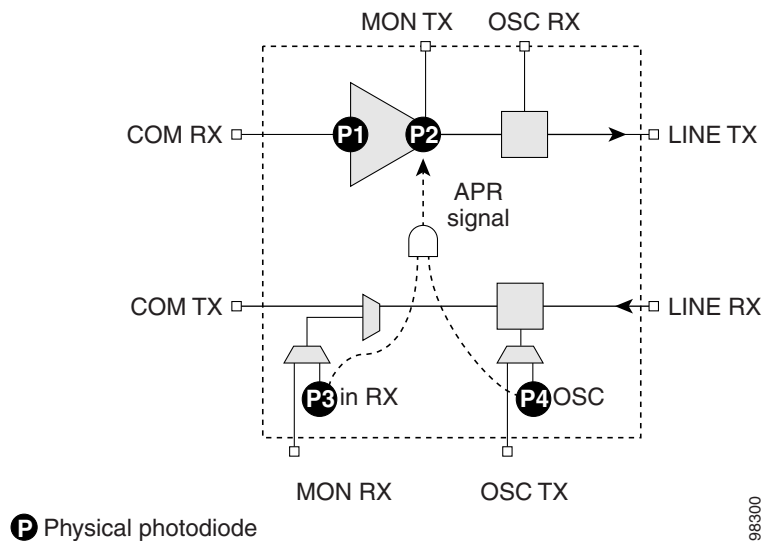 MON TX
OSC RX
COM RX
P1
P2
LINE TX
APR
signal
COM TX
LINE RX
P3 in RX
P4 OSC
MON RX
OSC TX
P Physical photodiode
98300